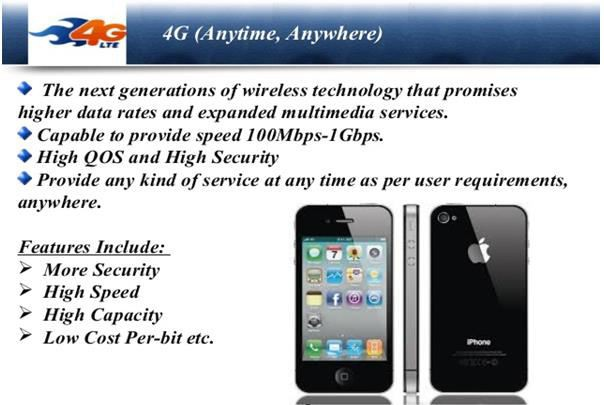 4G
LTE
4G (Anytime, Anywhere)
The next generations of wireless technology that promises
higher data rates and expanded multimedia services.
Capable to provide speed 100Mbps-1Gbps.
High QOS and High Security
Provide any kind of service at any time as per user requirements,
anywhere.
Features Include:
More Security
High Speed
High Capacity
Low Cost Per-bit etc.
7
iPhone